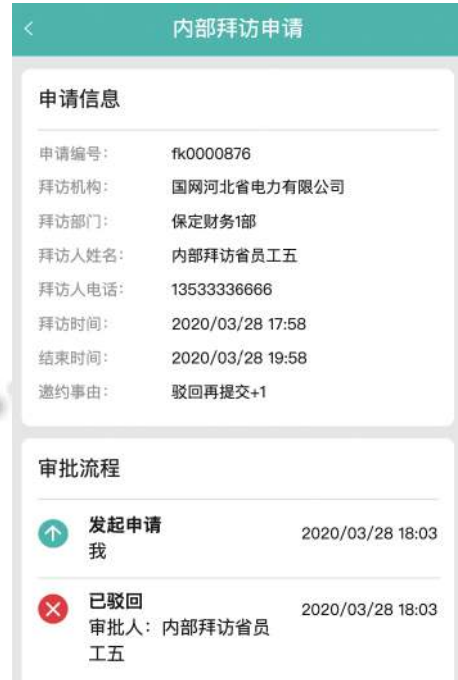 内部拜访申请
申请信息
申请编号： fk0000876
拜访机构： 国网河北省电力有限公司
拜访部门： 保定财务1部
拜访人姓名： 内部拜访省员工五
拜访人电话： 13533336666
拜访时间： 2020/03/28 17:58
结束时间： 2020/03/28 19:58
邀约事由： 驳回再提交+1
审批流程
发起申请 2020/03/28 18:03
我
已驳回 2020/03/28 18:03
审批人：内部拜访省员
工五